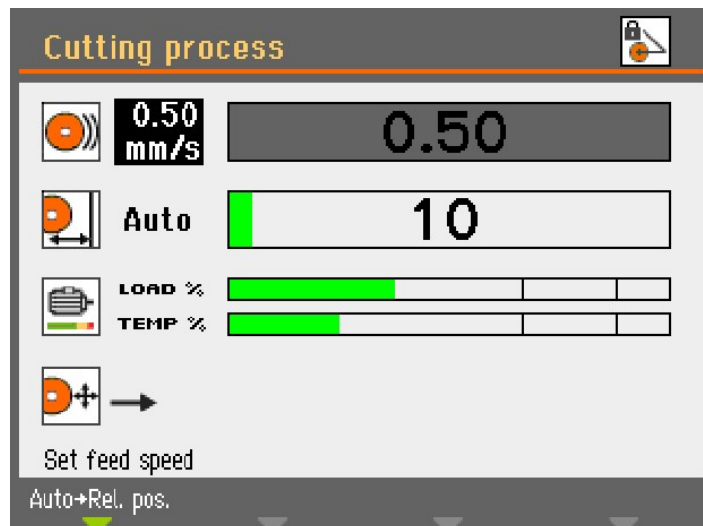 Cutting process
0.50
mm/s
0.50
Auto
10
LOAD %
TEMP %
Set feed speed
Auto→Rel. pos.